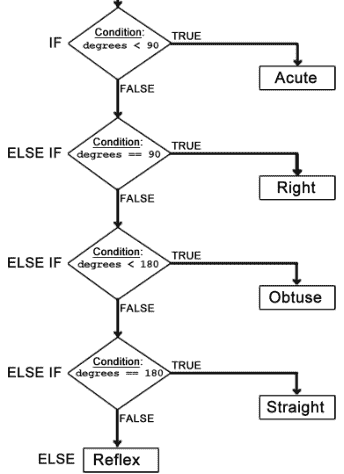 IF
Condition:
degrees < 90
TRUE
Acute
FALSE
ELSE IF
Condition:
degrees == 90
TRUE
Right
FALSE
ELSE IF
Condition:
degrees < 180
TRUE
Obtuse
FALSE
ELSE IF
Condition:
degrees == 180
TRUE
Straight
FALSE
ELSE
Reflex